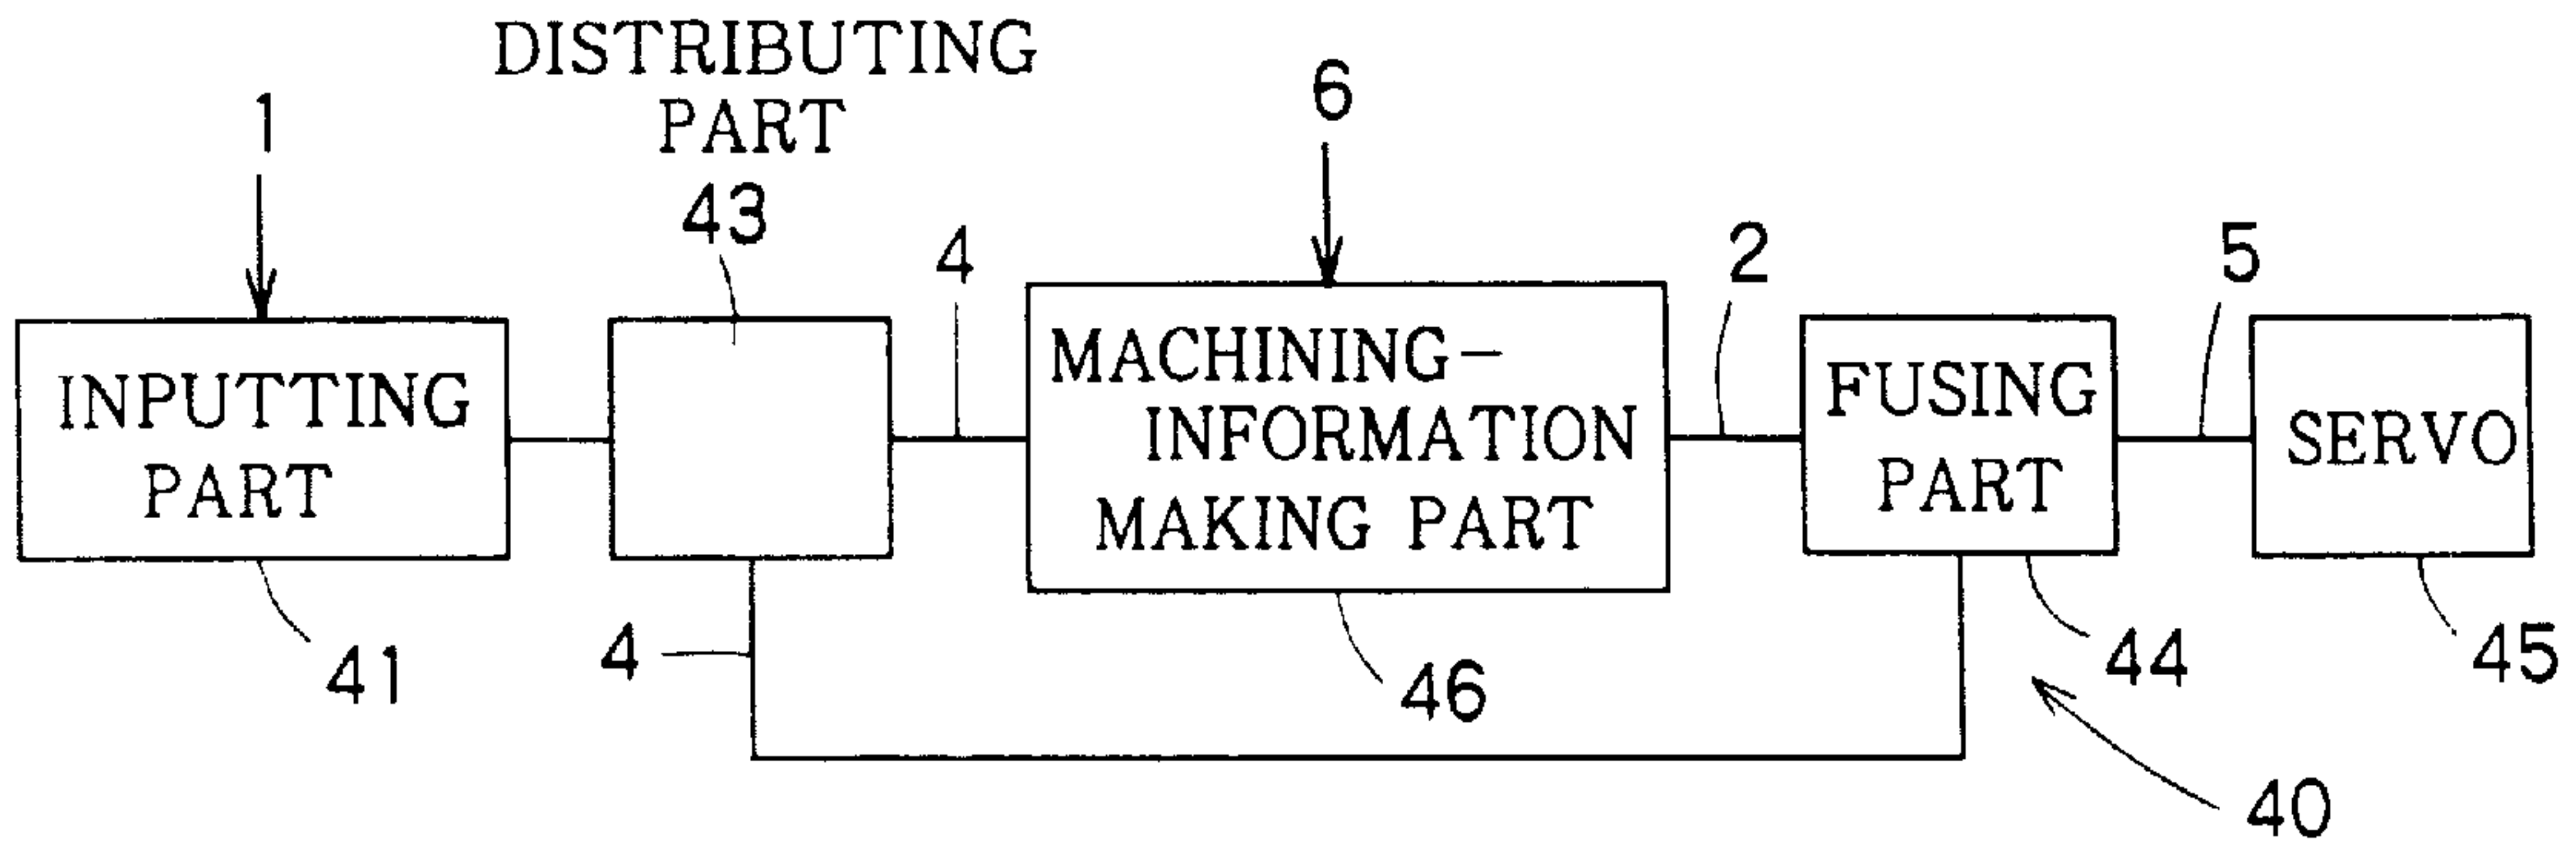 DISTRIBUTING
PART
43
1
6
4
2
5
INPUTTING
PART
MACHINING-
INFORMATION
MAKING PART
FUSING
PART
SERVO
41
4
46
44
45
40